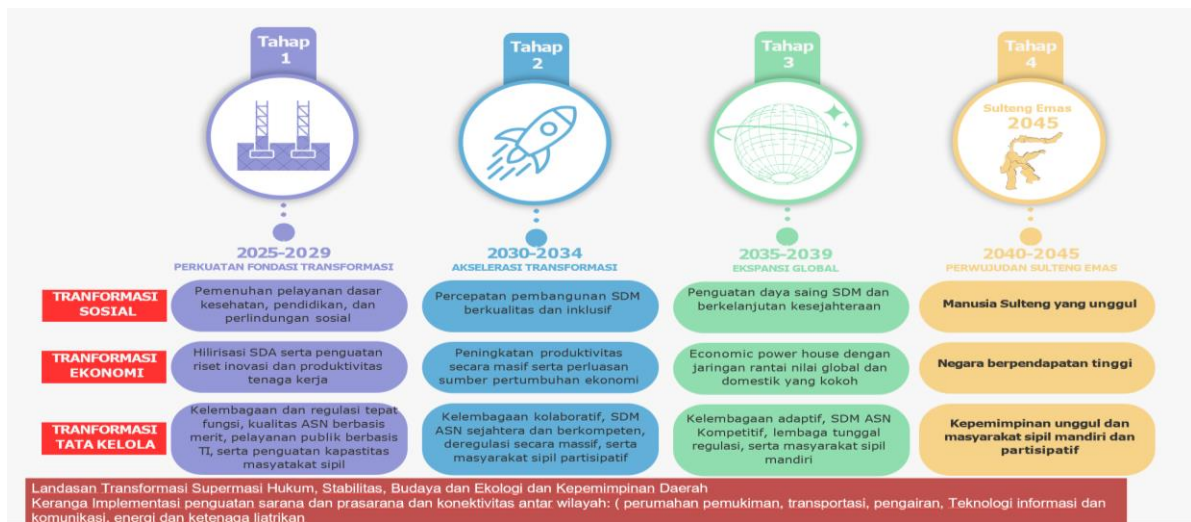 Tahap
1
Tahap
2
Tahap
3
Tahap
4
Sulteng Emas
2045
2025-2029
PERKUATAN FONDASI TRANSFORMASI
2030-2034
AKSELERASI TRANSFORMASI
2035-2039
EKSPANSI GLOBAL
2040-2045
PERWUJUDAN SULTENG EMAS
TRANFORMASI
SOSIAL
Pemenuhan pelayanan dasar
kesehatan, pendidikan, dan
perlindungan sosial
Percepatan pembangunan SDM
berkualitas dan inklusif
Penguatan daya saing SDM dan
berkelanjutan kesejahteraan
Manusia Sulteng yang unggul
TRANFORMASI
EKONOMI
Hilirisasi SDA serta penguatan
riset inovasi dan produktivitas
tenaga kerja
Peningkatan produktivitas
secara masif serta perluasan
sumber pertumbuhan ekonomi
Economic power house dengan
jaringan rantai nilai global dan
domestik yang kokoh
Negara berpendapatan tinggi
TRANFORMASI
TATA KELOLA
Kelembagaan dan regulasi tepat
fungsi, kualitas ASN berbasis
merit, pelayanan publik berbasis
TI, serta penguatan kapastitas
masyatakat sipil
Kelembagaan kolaboratif, SDM
ASN sejahtera dan berkompeten,
deregulasi secara massif, serta
masyarakat sipil partisipatif
Kelembagaan adaptif, SDM ASN
Kompetitif, lembaga tunggal
regulasi, serta masyarakat sipil
mandiri
Kepemimpinan unggul dan
masyarakat sipil mandiri dan
partisipatif
Landasan Transformasi Supermasi Hukum, Stabilitas, Budaya dan Ekologi dan Kepemimpinan Daerah
Keranga Implementasi penguatan sarana dan prasarana dan konektivitas antar wilayah: ( perumahan pemukiman, transportasi, pengairan, Teknologi informasi dan
komunikasi, energi dan ketenaga liatrikan